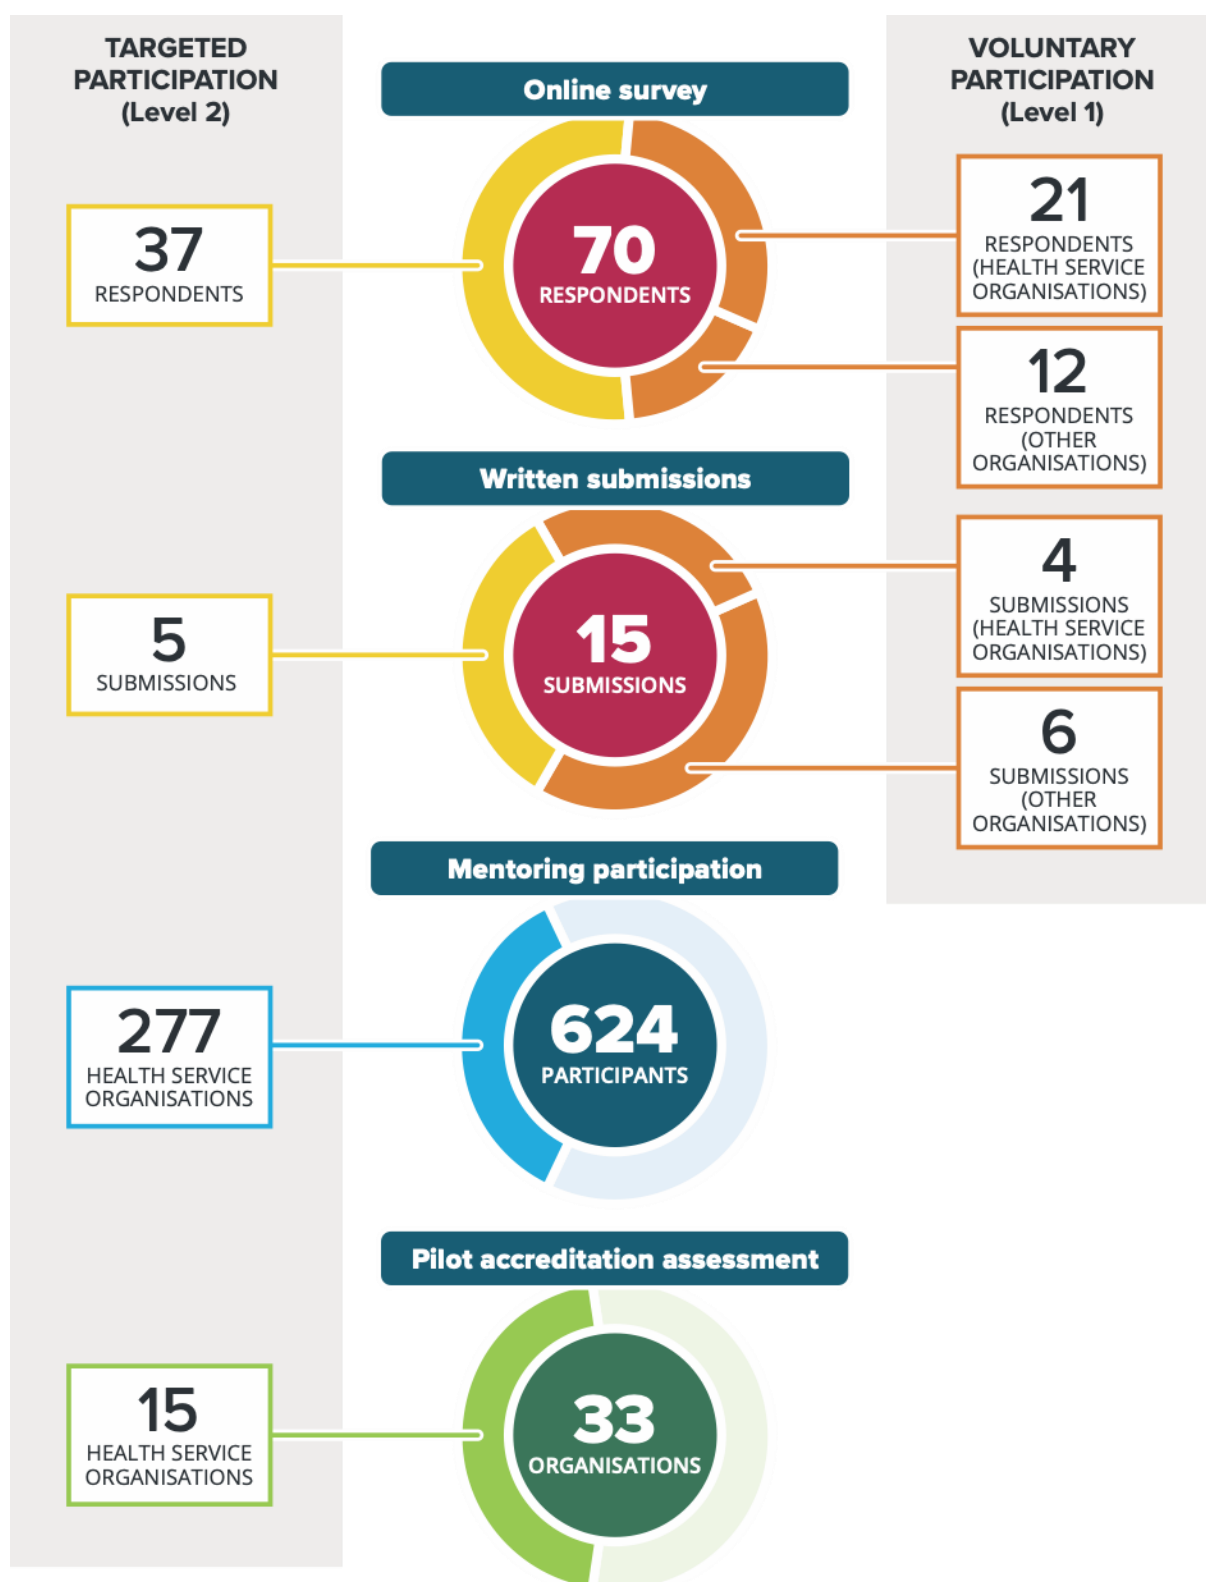 TARGETED
PARTICIPATION
(Level 2)
VOLUNTARY
PARTICIPATION
(Level 1)
Online survey
37
RESPONDENTS
70
RESPONDENTS
21
RESPONDENTS
(HEALTH SERVICE
ORGANISATIONS)
12
RESPONDENTS
(OTHER
ORGANISATIONS)
Written submissions
5
SUBMISSIONS
15
SUBMISSIONS
4
SUBMISSIONS
(HEALTH SERVICE
ORGANISATIONS)
6
SUBMISSIONS
(OTHER
ORGANISATIONS)
Mentoring participation
277
HEALTH SERVICE
ORGANISATIONS
624
PARTICIPANTS
Pilot accreditation assessment
15
HEALTH SERVICE
ORGANISATIONS
33
ORGANISATIONS